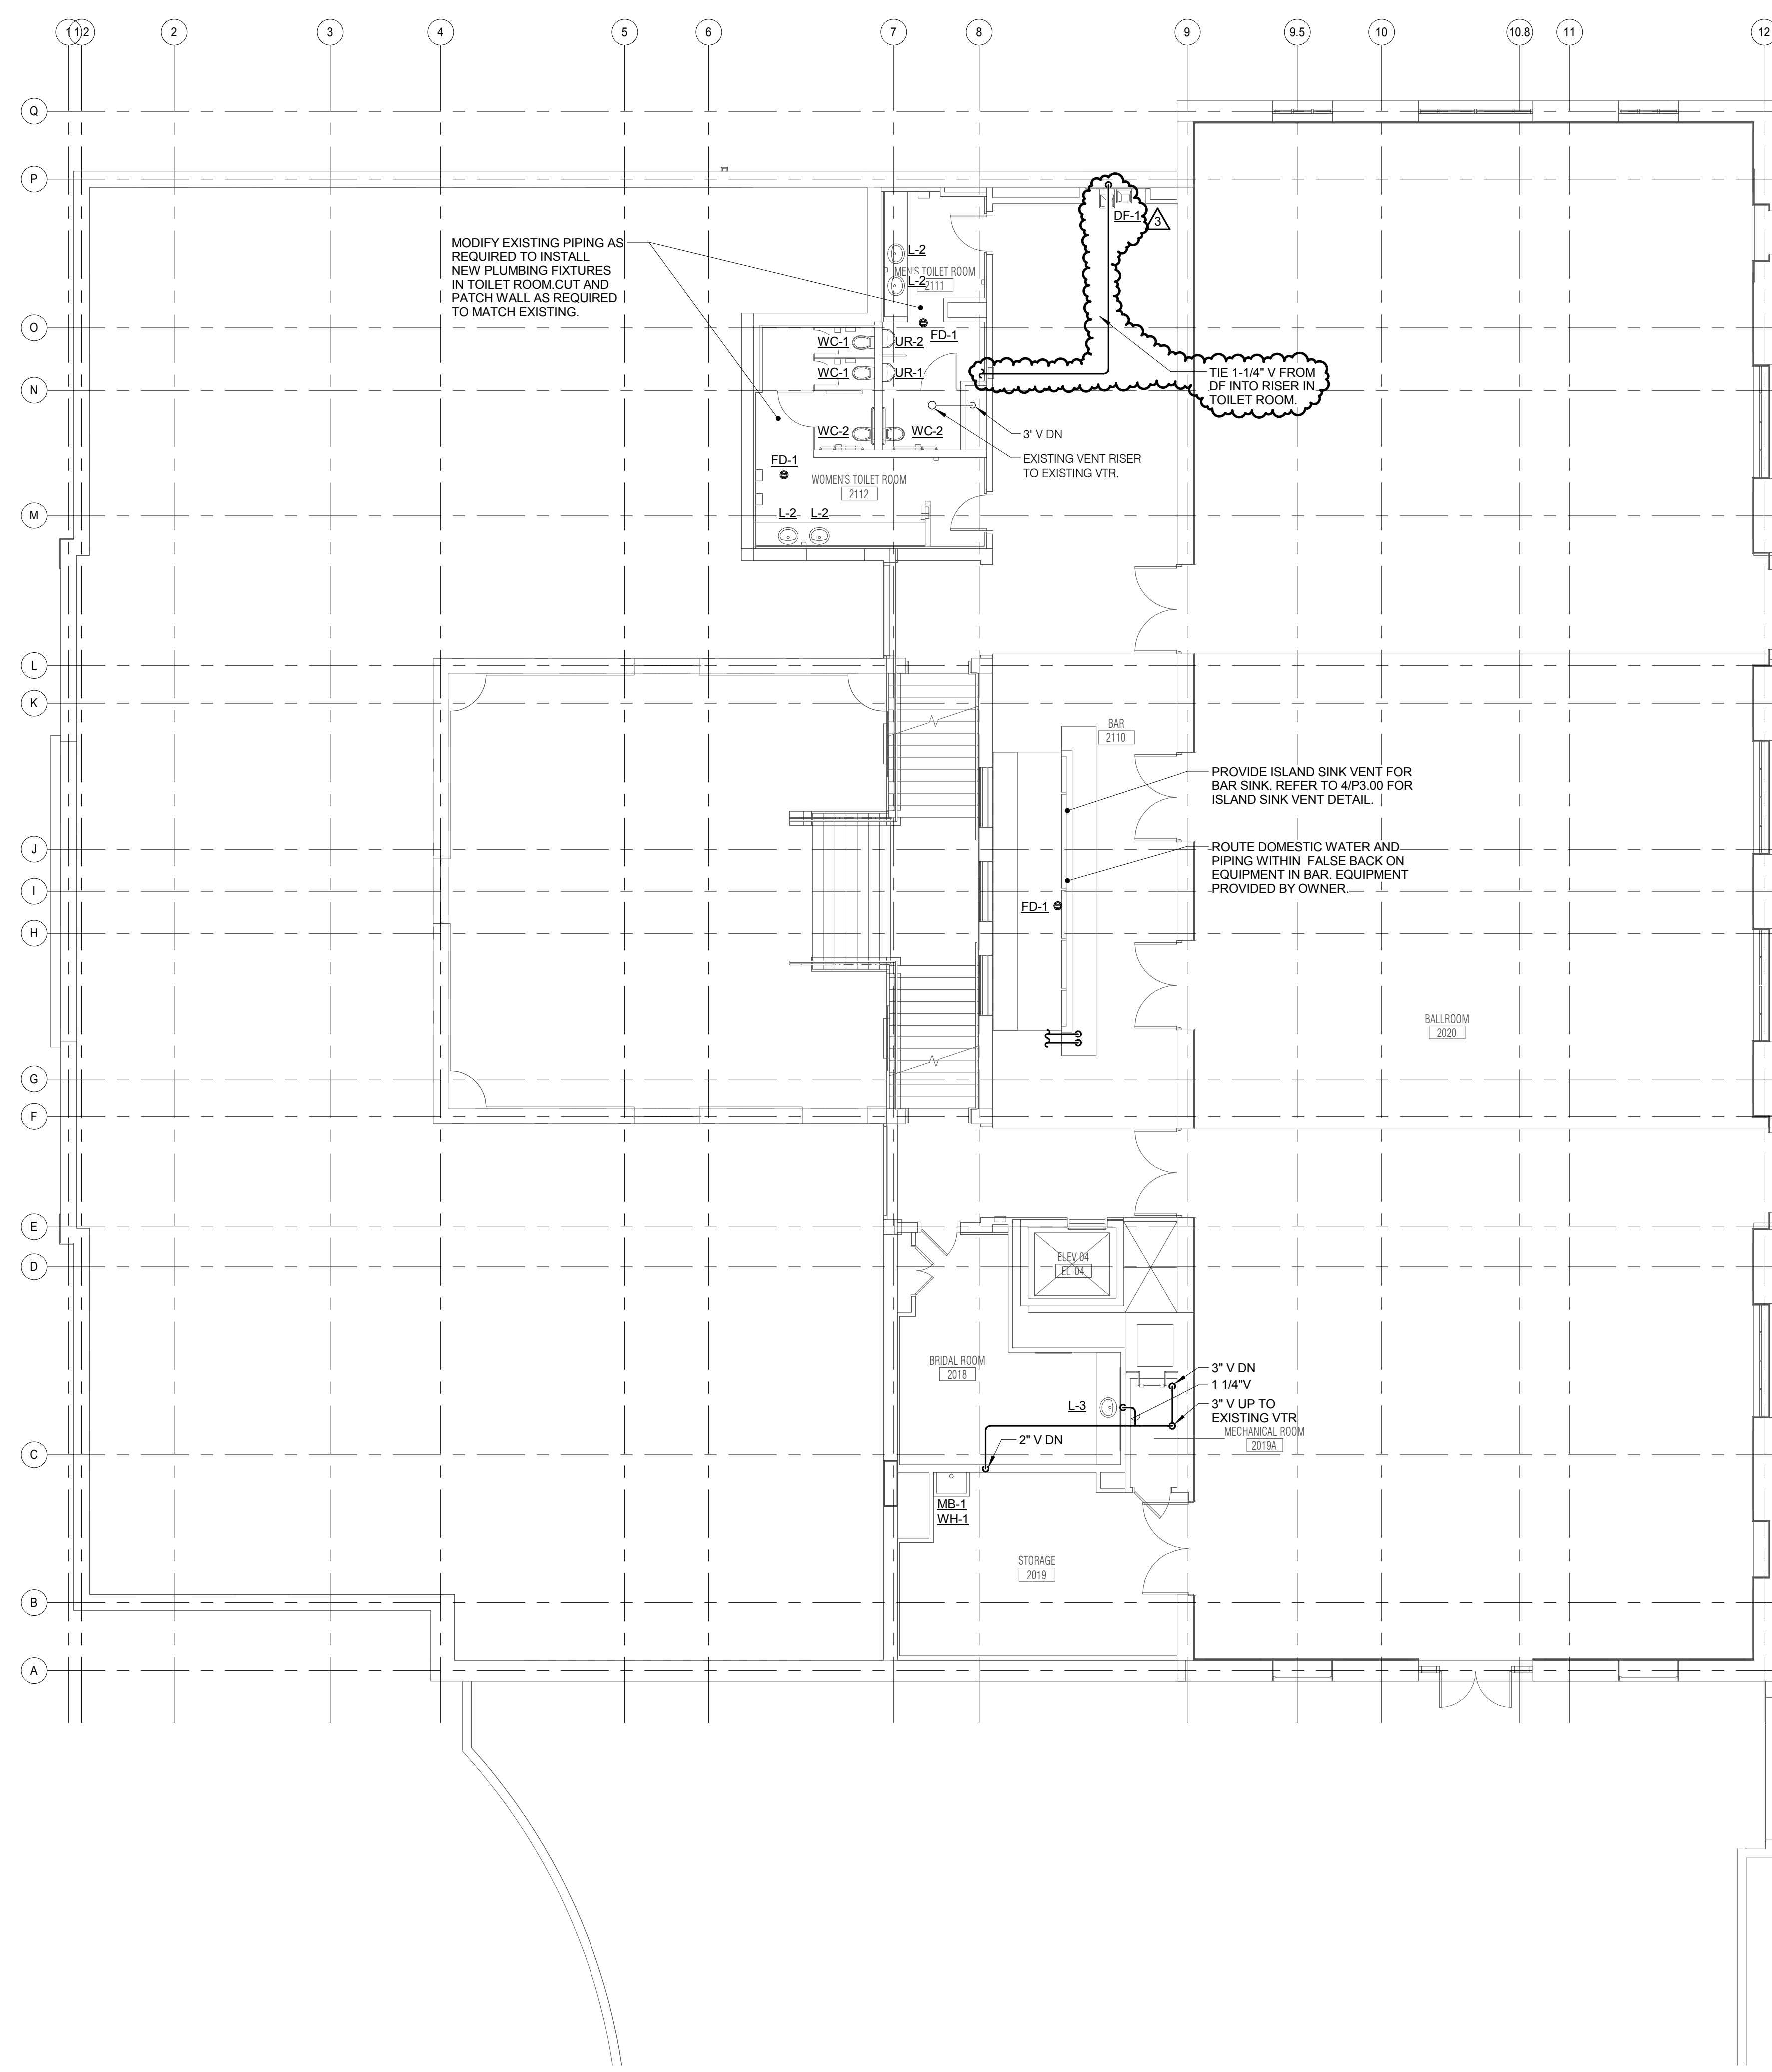 1
1.2
2
3
4
5
6
7
8
9
9.5
10
10.8
11
12
Q
P
O
N
M
L
K
J
I
H
G
F
E
D
C
B
A
MODIFY EXISTING PIPING AS
REQUIRED TO INSTALL
NEW PLUMBING FIXTURES
IN TOILET ROOM.CUT AND
PATCH WALL AS REQUIRED
TO MATCH EXISTING.
L-2
MEN'S TOILET ROOM
L-2
2111
FD-1
WC-1
UR-2
WC-1
UR-1
WC-2
WC-2
FD-1
WOMEN'S TOILET ROOM
2112
L-2
L-2
DF-1
3
TIE 1-1/4" V FROM
DF INTO RISER IN
TOILET ROOM.
3" V DN
EXISTING VENT RISER
TO EXISTING VTR.
BAR
2110
PROVIDE ISLAND SINK VENT FOR
BAR SINK. REFER TO 4/P3.00 FOR
ISLAND SINK VENT DETAIL.
ROUTE DOMESTIC WATER AND
PIPING WITHIN FALSE BACK ON
EQUIPMENT IN BAR. EQUIPMENT
PROVIDED BY OWNER.
FD-1
BALLROOM
2020
ELEV.04
EL-04
BRIDAL ROOM
2018
L-3
3" V DN
1 1/4"V
3" V UP TO
EXISTING VTR
MECHANICAL ROOM
2019A
2" V DN
MB-1
WH-1
STORAGE
2019